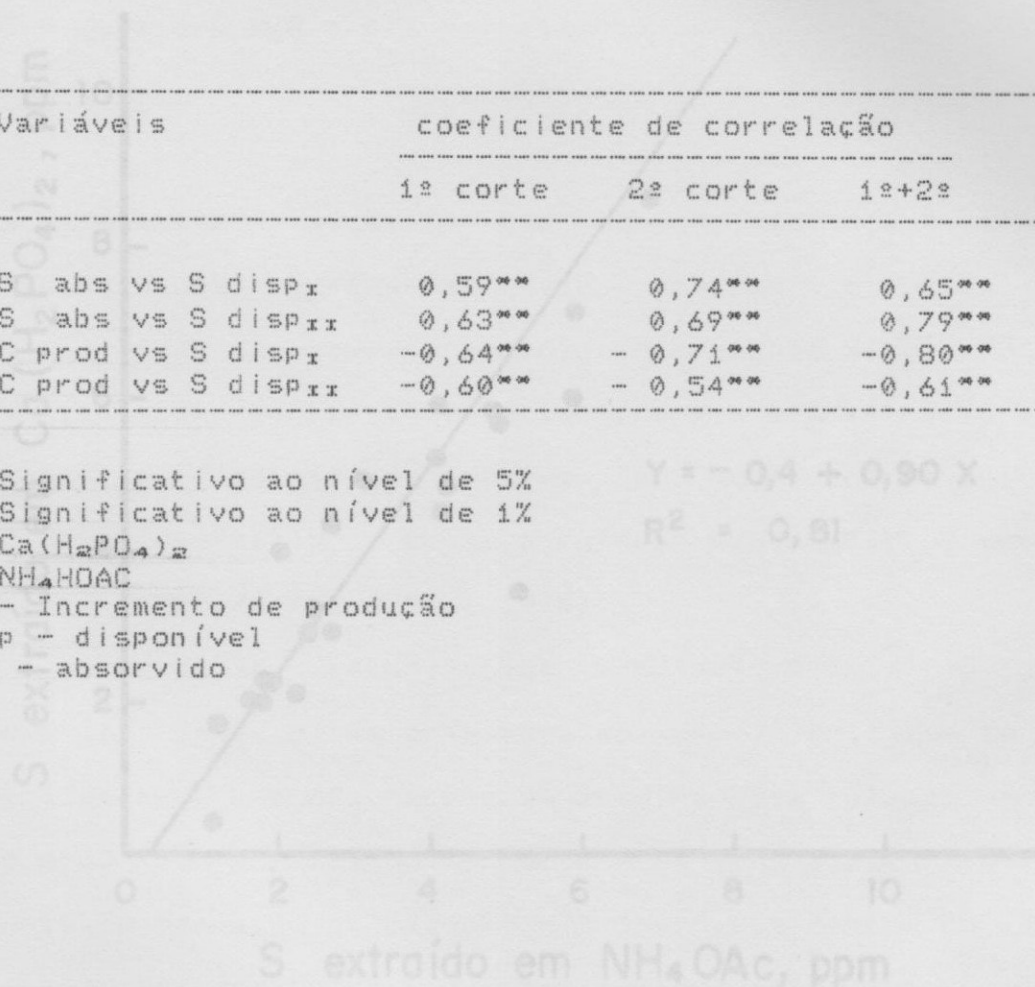 Variáveis coeficiente de correlação
1º corte 2º corte 1º+2º
S abs vs S dispI 0,59** 0,74** 0,65**
S abs vs S dispII 0,63** 0,69** 0,79**
C prod vs S dispI -0,64** - 0,71** -0,80**
C prod vs S dispII -0,60** - 0,54** -0,61**
Significativo ao nível de 5%
Significativo ao nível de 1%
Ca(H2PO4)2
NH4HOAC
- Incremento de produção
p - disponível
- absorvido
Y = - 0,4 + 0,90 X
R² = 0,81
0 2 4 6 8 10
S extraído em NH4OAc, ppm